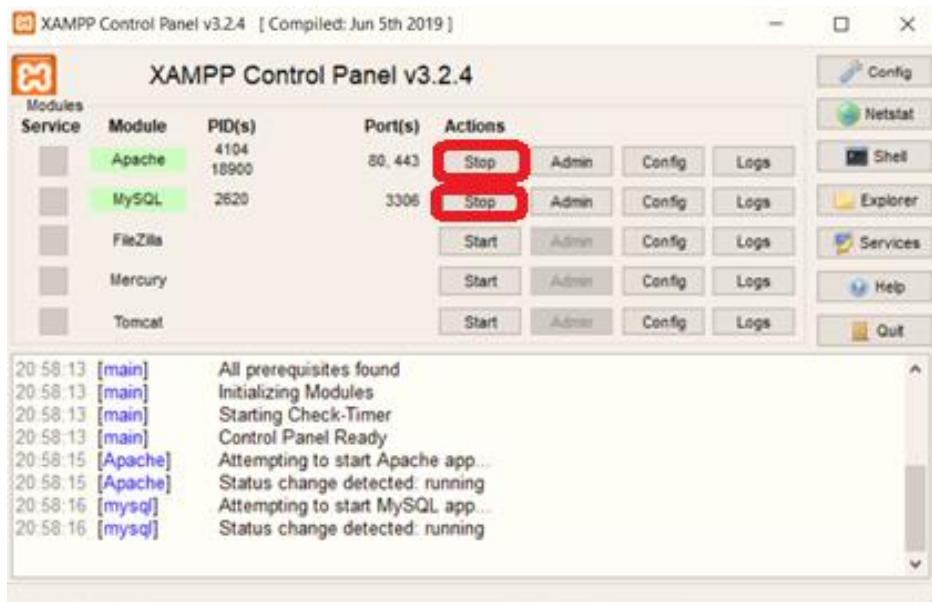 XAMPP Control Panel v3.2.4 [ Compiled: Jun 5th 2019 ]
XAMPP Control Panel v3.2.4
Config
Modules
Netstat
Service Module PID(s) Port(s) Actions
Apache 4104 18900 80, 443 Stop Admin Config Logs
Shell
MySQL 2620 3306 Stop Admin Config Logs
Explorer
FileZilla Start Admin Config Logs
Services
Mercury Start Admin Config Logs
Help
Tomcat Start Admin Config Logs
Quit
20:58:13 [main] All prerequisites found
20:58:13 [main] Initializing Modules
20:58:13 [main] Starting Check-Timer
20:58:13 [main] Control Panel Ready
20:58:15 [Apache] Attempting to start Apache app...
20:58:15 [Apache] Status change detected: running
20:58:16 [mysql] Attempting to start MySQL app...
20:58:16 [mysql] Status change detected: running